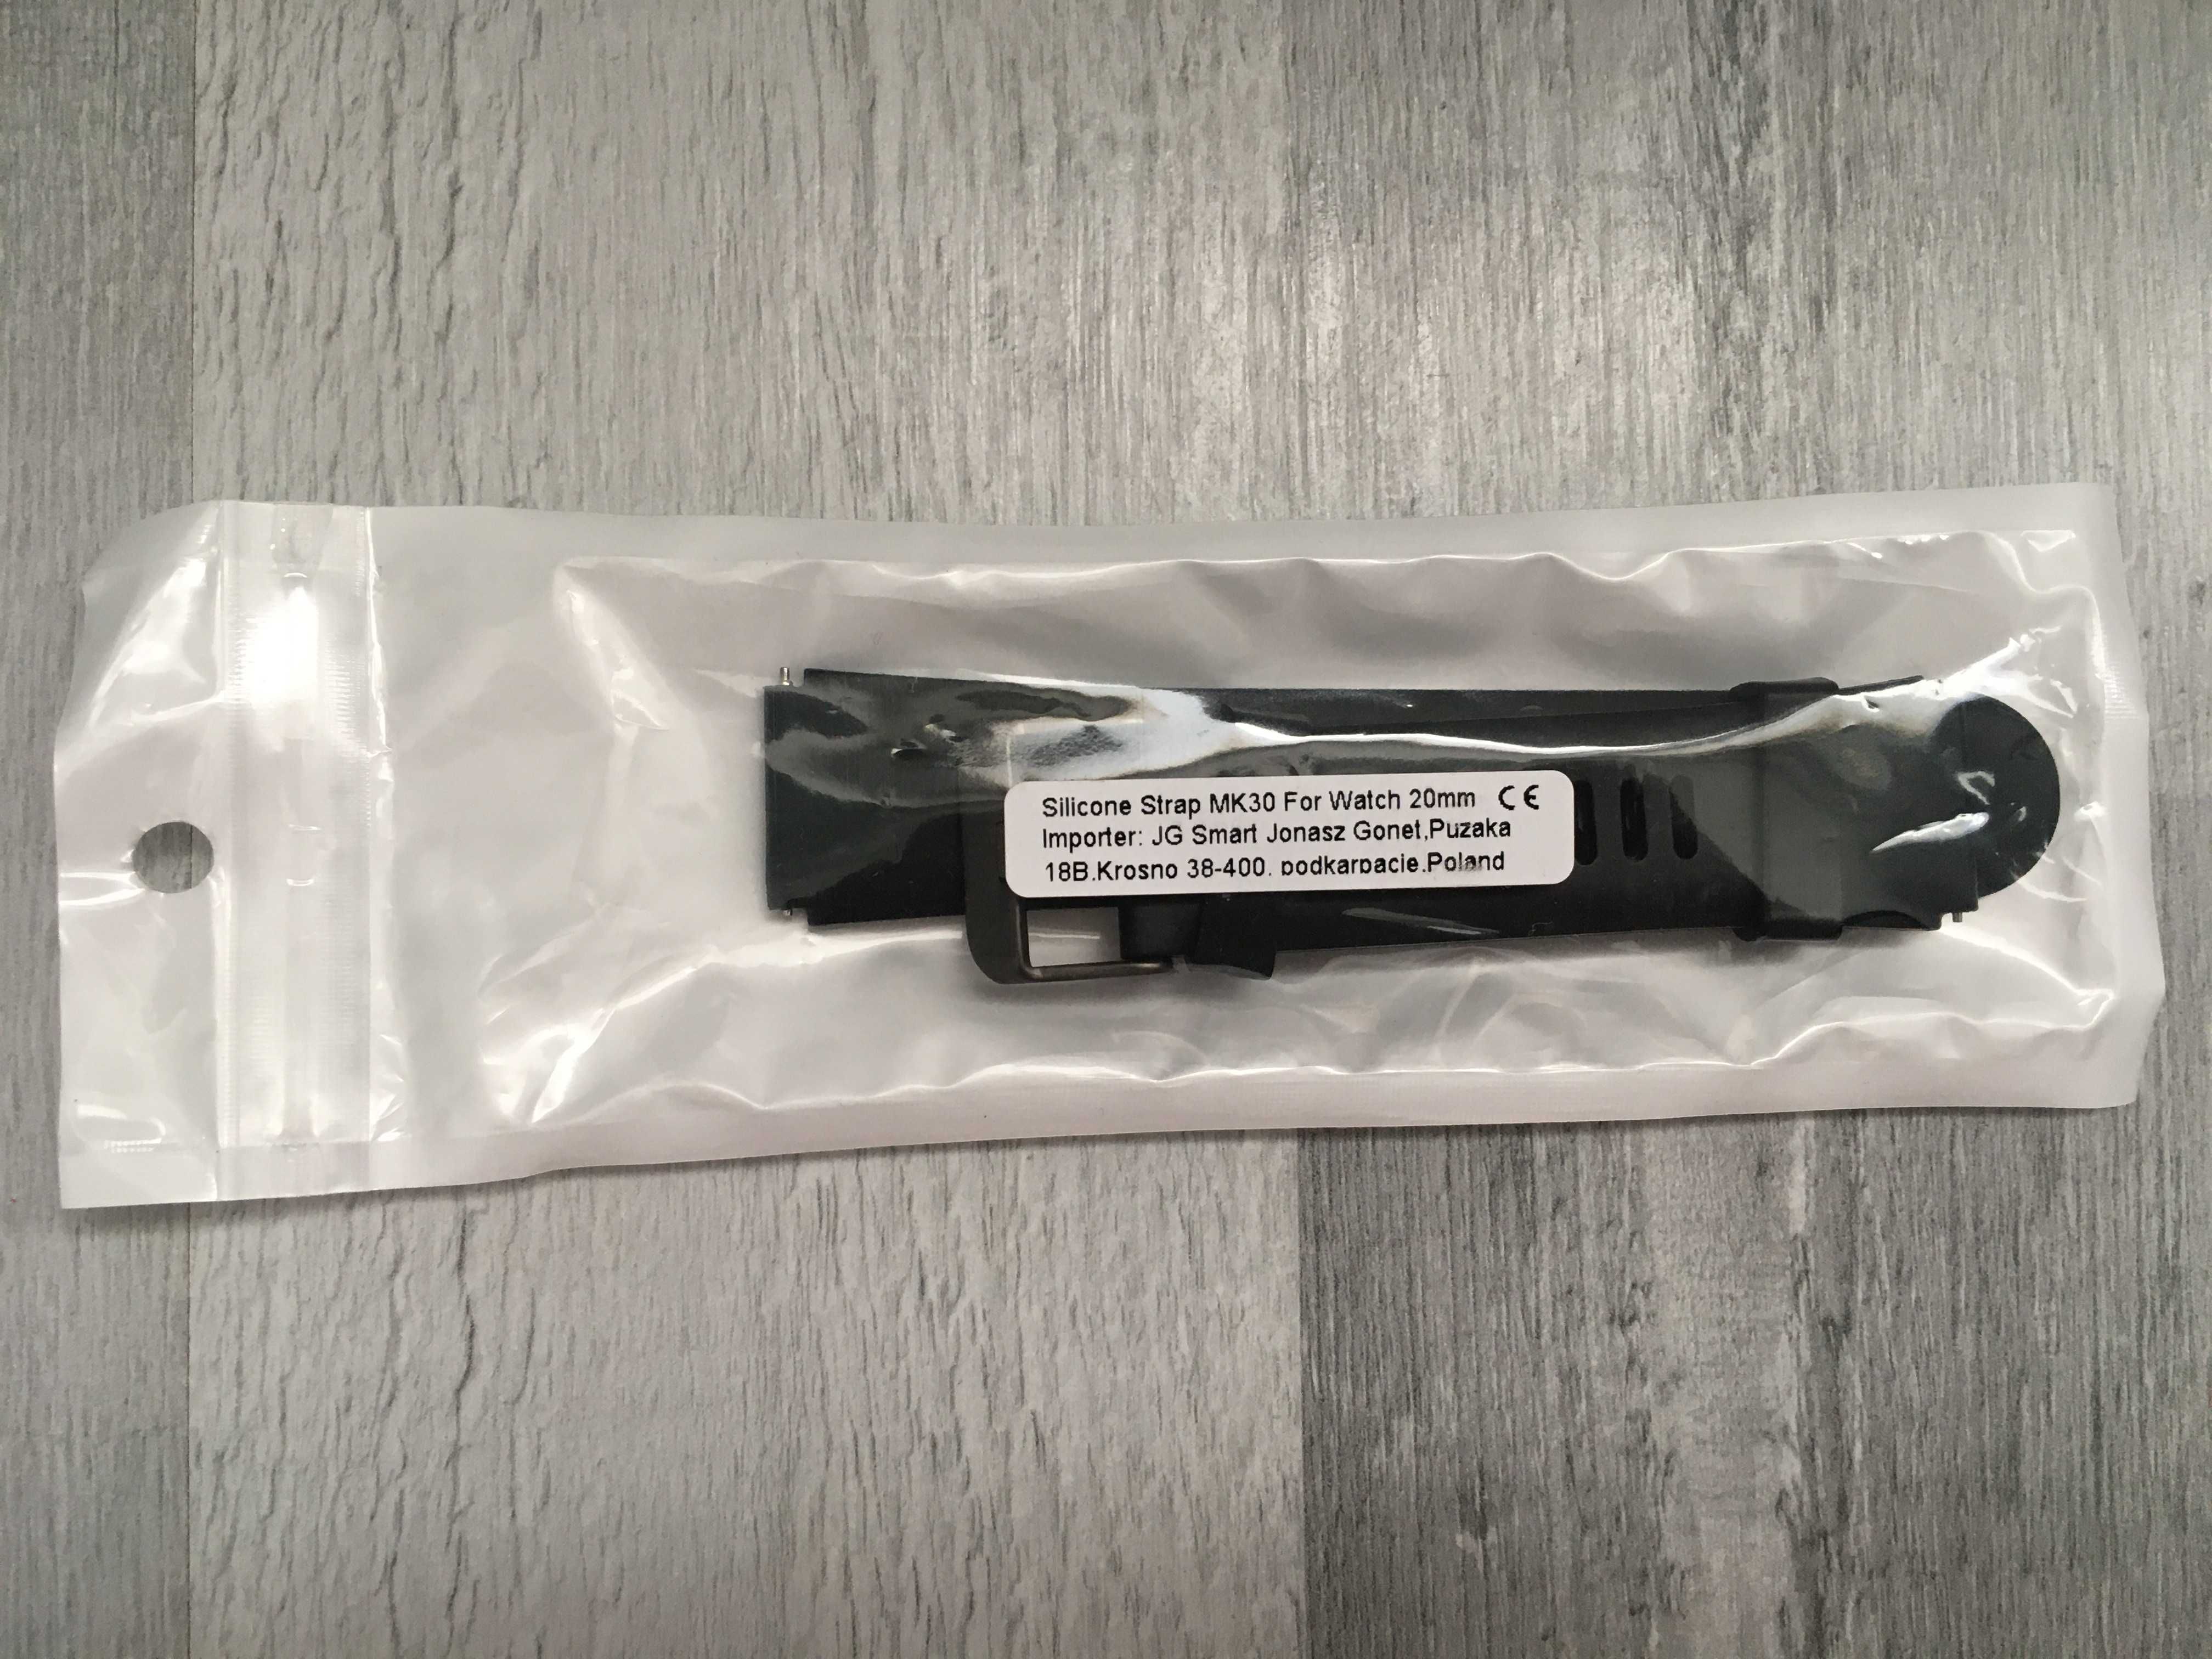 Silicone Strap MK30 For Watch 20mm CE
Importer: JG Smart Jonasz Gonet,Puzaka
18B,Krosno 38-400, podkarpacie,Poland